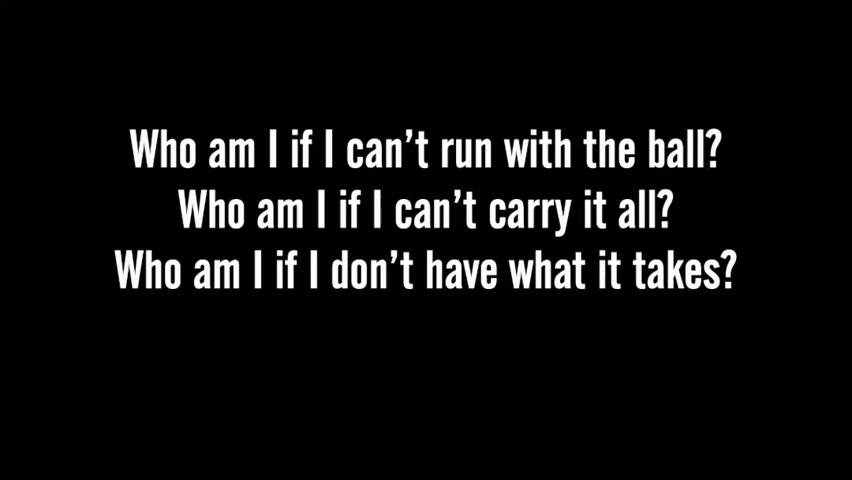 Who am I if I can’t run with the ball?
Who am I if I can’t carry it all?
Who am I if I don’t have what it takes?